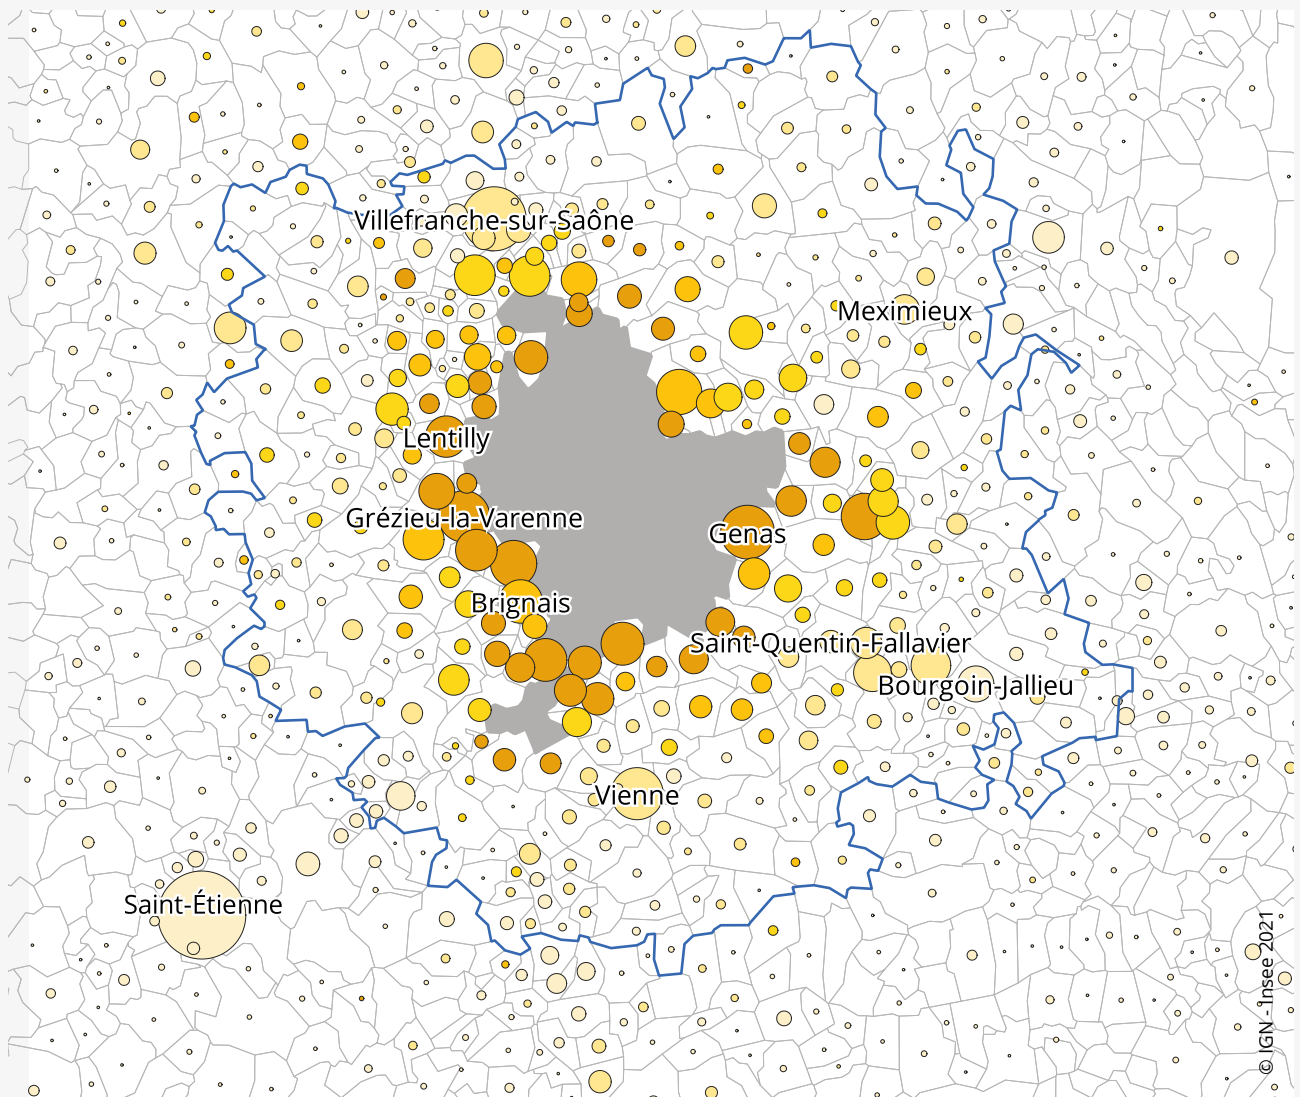 Villefranche-sur-Saône
Meximieux
Lentilly
Grézieu-la-Varenne
Genas
Brignais
Saint-Quentin-Fallavier
Bourgoin-Jallieu
Vienne
Saint-Étienne
© IGN - Insee 2021